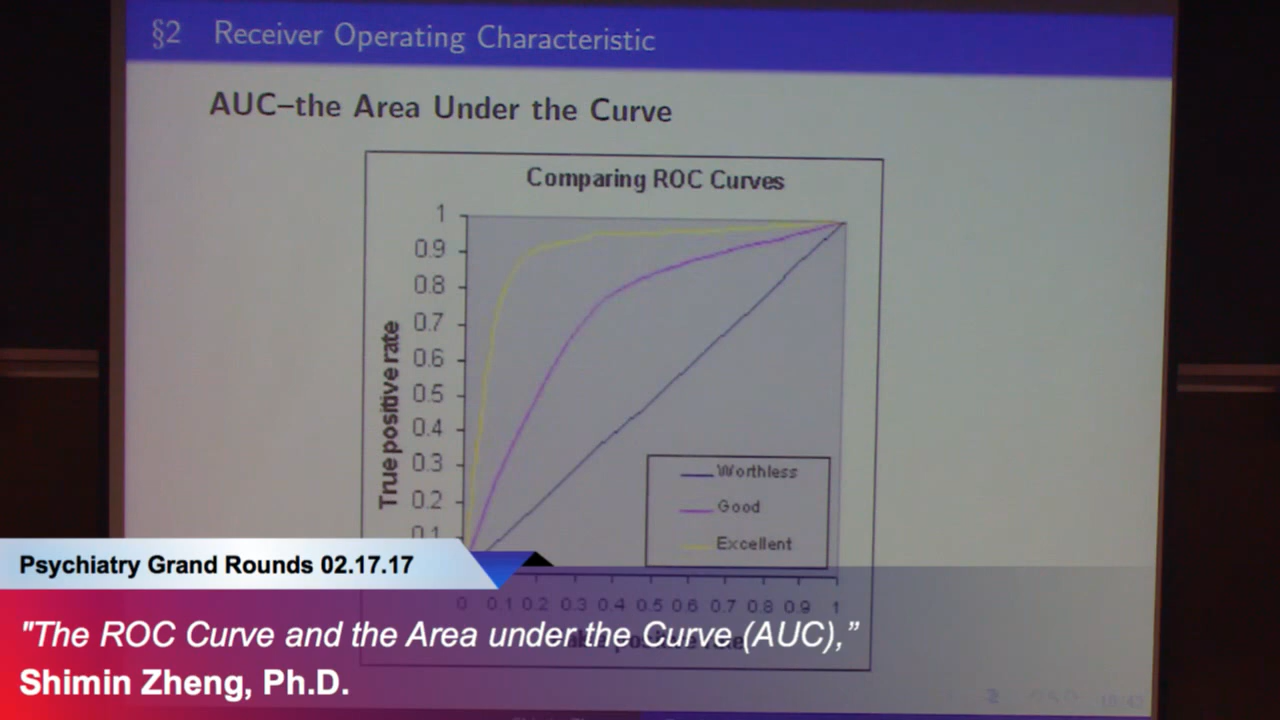 §2 Receiver Operating Characteristic
AUC–the Area Under the Curve
Comparing ROC Curves
1
0.9
0.8
0.7
0.6
0.5
0.4
0.3
0.2
0.1
True positive rate
Worthless
Good
Excellent
0 0.1 0.2 0.3 0.4 0.5 0.6 0.7 0.8 0.9 1
Psychiatry Grand Rounds 02.17.17
"The ROC Curve and the Area under the Curve (AUC),”
Shimin Zheng, Ph.D.